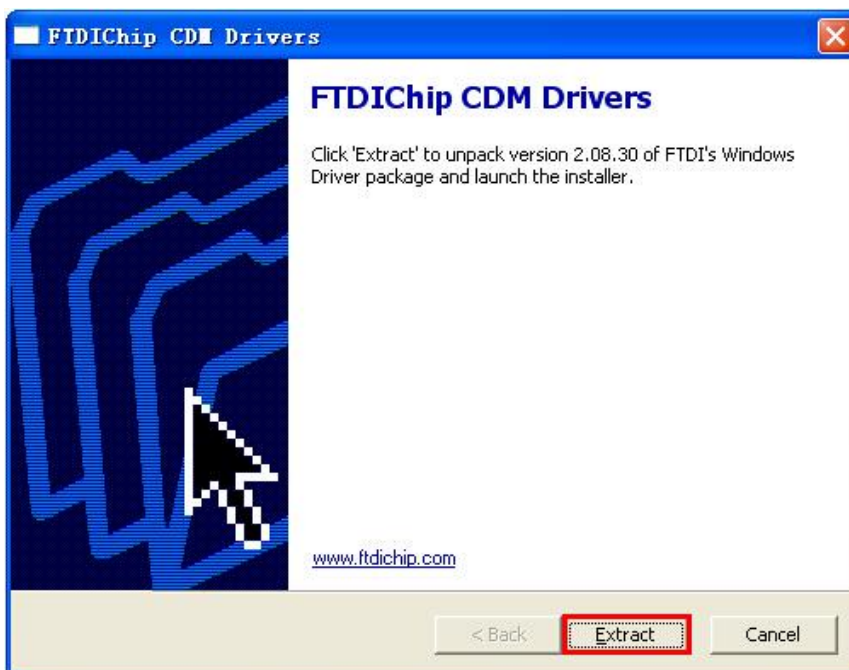 FTDIChip CDM Drivers
FTDIChip CDM Drivers
Click 'Extract' to unpack version 2.08.30 of FTDI's Windows
Driver package and launch the installer.
www.ftdichip.com
< Back
Extract
Cancel